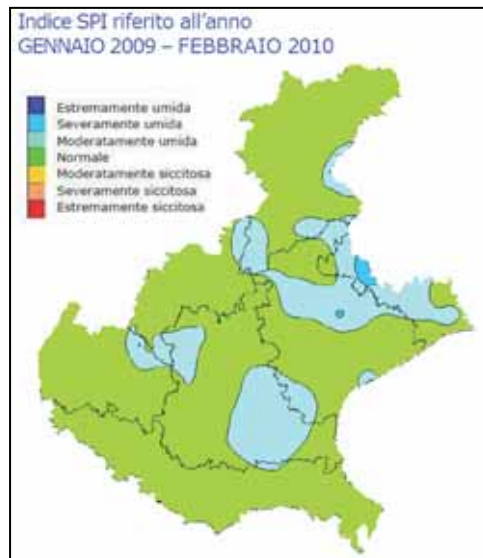 Indice SPI riferito all'anno
GENNAIO 2009 – FEBBRAIO 2010
Estremamente umida
Severamente umida
Moderatamente umida
Normale
Moderatamente siccitosa
Severamente siccitosa
Estremamente siccitosa